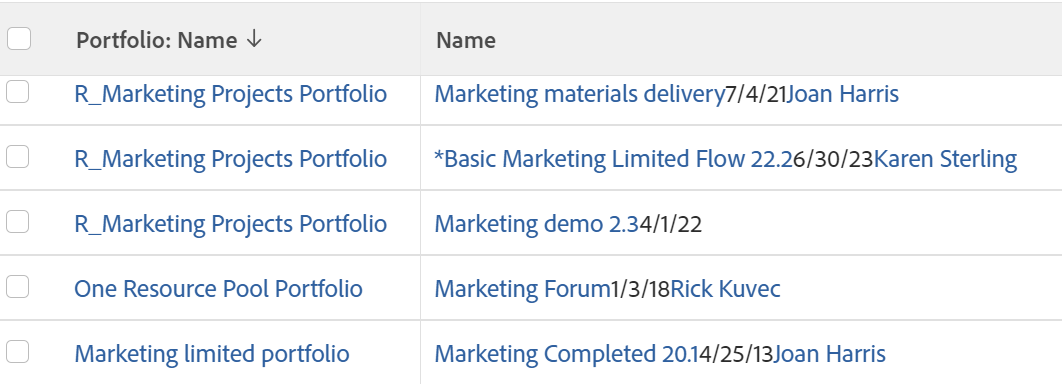 Portfolio: Name ↓ Name
R_Marketing Projects Portfolio Marketing materials delivery7/4/21Joan Harris
R_Marketing Projects Portfolio *Basic Marketing Limited Flow 22.26/30/23Karen Sterling
R_Marketing Projects Portfolio Marketing demo 2.34/1/22
One Resource Pool Portfolio Marketing Forum1/3/18Rick Kuvec
Marketing limited portfolio Marketing Completed 20.14/25/13Joan Harris